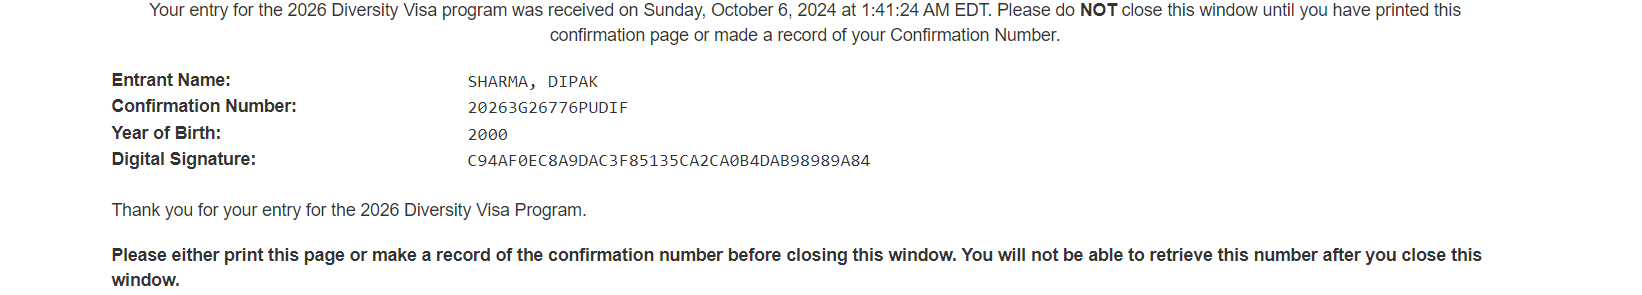 Your entry for the 2026 Diversity Visa program was received on Sunday, October 6, 2024 at 1:41:24 AM EDT. Please do NOT close this window until you have printed this
confirmation page or made a record of your Confirmation Number.
Entrant Name: SHARMA, DIPAK
Confirmation Number: 20263G26776PUDIF
Year of Birth: 2000
Digital Signature: C94AF0EC8A9DAC3F85135CA2CA0B4DAB98989A84
Thank you for your entry for the 2026 Diversity Visa Program.
Please either print this page or make a record of the confirmation number before closing this window. You will not be able to retrieve this number after you close this
window.